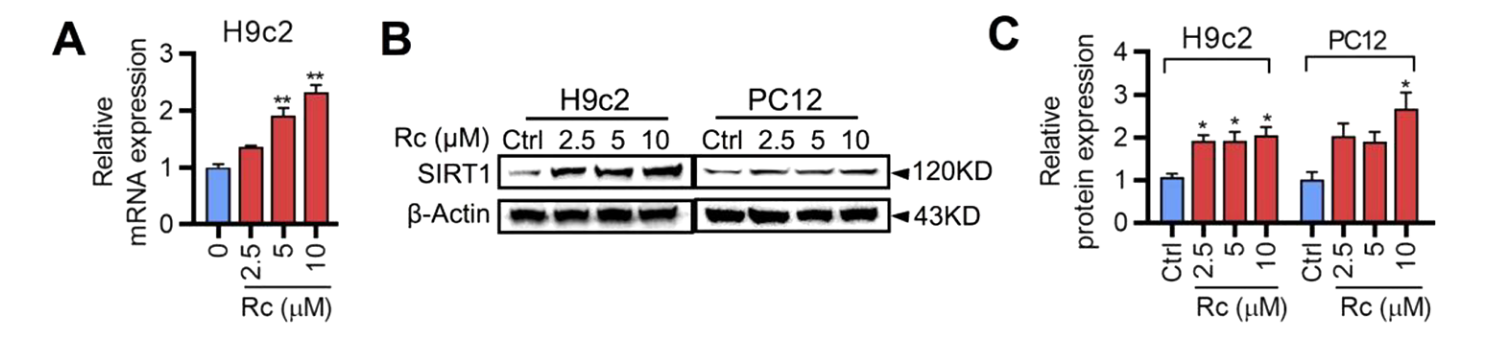 A
H9c2
Relative
mRNA expression
3
2
1
0
**
**
0
2.5
5
10
Rc (μM)
B
H9c2 PC12
Rc (μM) Ctrl 2.5 5 10 Ctrl 2.5 5 10
SIRT1 ◄120KD
β-Actin ◄43KD
C
H9c2 PC12
Relative
protein expression
4
3
2
1
0
* * * *
Ctrl 2.5 5 10 Ctrl 2.5 5 10
Rc (μM) Rc (μM)